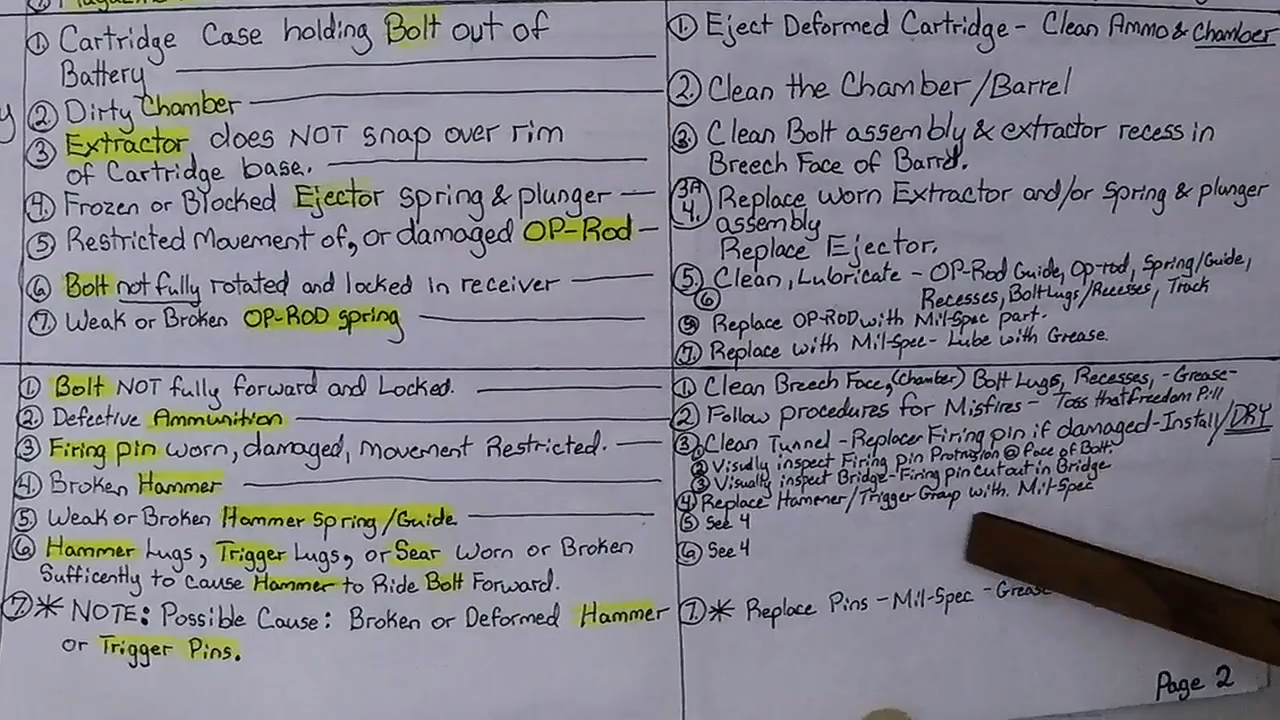 ① Cartridge Case holding Bolt out of
Battery
② Dirty Chamber
③ Extractor does NOT snap over rim
of Cartridge base.
④ Frozen or Blocked Ejector spring & plunger
⑤ Restricted Movement of, or damaged OP-Rod
⑥ Bolt not fully rotated and locked in receiver
⑦ Weak or Broken OP-ROD spring
① Eject Deformed Cartridge - Clean Ammo & Chamber
② Clean the Chamber/Barrel
③ Clean Bolt assembly & extractor recess in
Breech Face of Barrel.
3A Replace worn Extractor and/or Spring & plunger
4. assembly
Replace Ejector.
⑤ Clean, Lubricate - OP-Rod Guide, Op-rod, Spring/Guide,
⑥ Recesses, Bolt Lugs/Recesses, Track
⑤ Replace OP-ROD with Mil-Spec part.
⑦ Replace with Mil-Spec - Lube with Grease.
① Bolt NOT fully forward and Locked.
② Defective Ammunition
③ Firing pin worn, damaged, Movement Restricted.
④ Broken Hammer
⑤ Weak or Broken Hammer Spring/Guide
⑥ Hammer Lugs, Trigger Lugs, or Sear Worn or Broken
Sufficently to cause Hammer to Ride Bolt Forward.
⑦* NOTE: Possible Cause: Broken or Deformed Hammer
or Trigger Pins.
① Clean Breech Face, (Chamber) Bolt Lugs, Recesses, - Grease-
② Follow procedures for Misfires - Toss that Freedom Pill
③ Clean Tunnel - Replacer Firing pin if damaged - Install/DRY
① ② Visually inspect Firing Pin Protrusion @ face of Bolt.
③ Visually inspect Bridge - Firing pin cutout in Bridge
④ Replace Hammer/Trigger Group with Mil-Spec
⑤ See 4
⑥ See 4
⑦* Replace Pins - Mil-Spec - Grease
Page 2